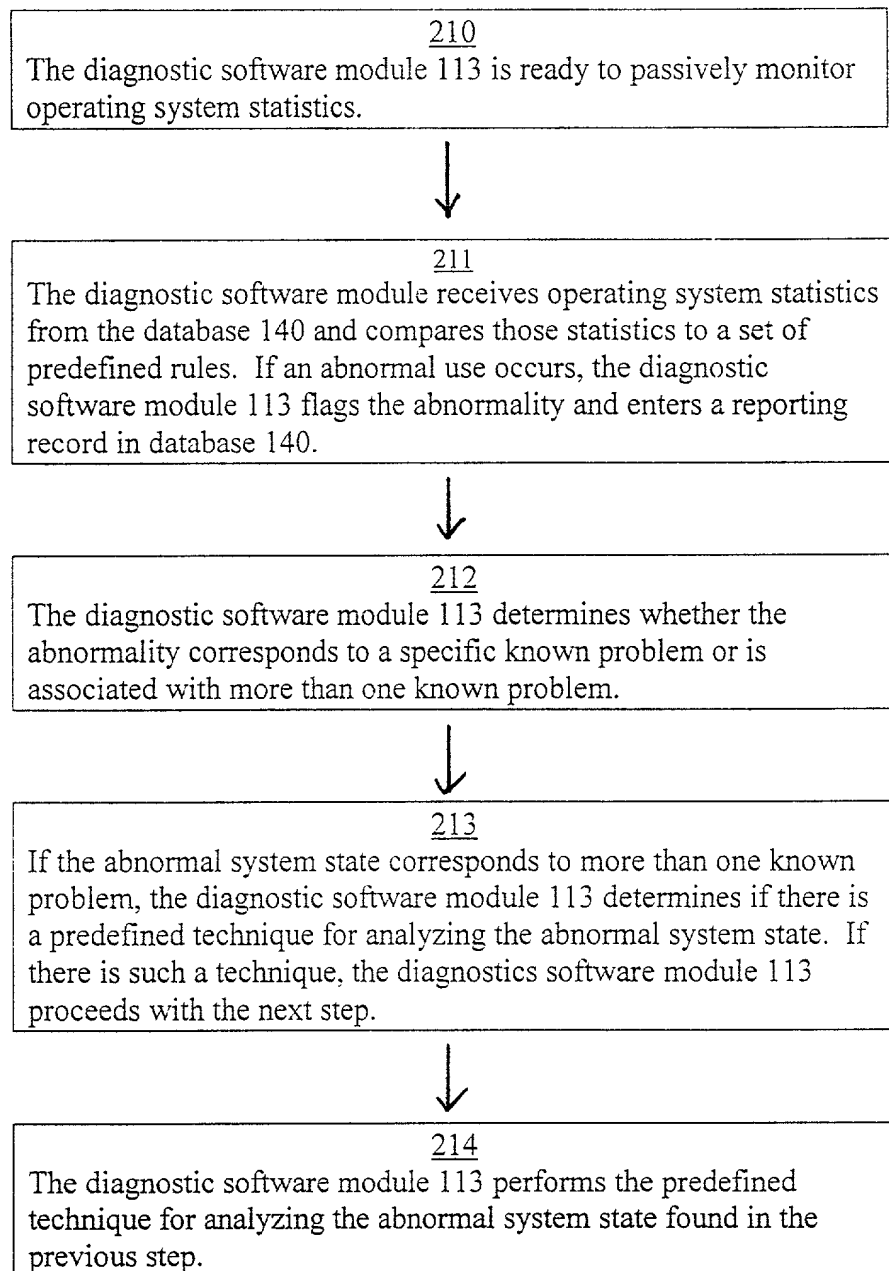 210
The diagnostic software module 113 is ready to passively monitor
operating system statistics.
211
The diagnostic software module receives operating system statistics
from the database 140 and compares those statistics to a set of
predefined rules. If an abnormal use occurs, the diagnostic
software module 113 flags the abnormality and enters a reporting
record in database 140.
212
The diagnostic software module 113 determines whether the
abnormality corresponds to a specific known problem or is
associated with more than one known problem.
213
If the abnormal system state corresponds to more than one known
problem, the diagnostic software module 113 determines if there is
a predefined technique for analyzing the abnormal system state. If
there is such a technique, the diagnostics software module 113
proceeds with the next step.
214
The diagnostic software module 113 performs the predefined
technique for analyzing the abnormal system state found in the
previous step.